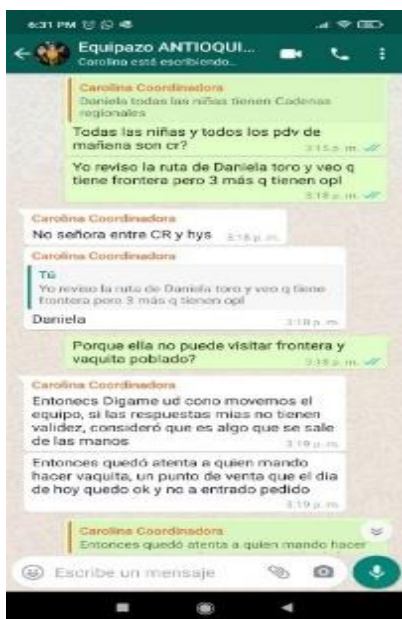 6:31 PM
Equipazo ANTIOQUI...
Carolina está escribiendo...
Carolina Coordinadora
Daniela todas las niñas tienen Cadenas
regionales
Todas las niñas y todos los pdv de
mañana son cr?
3:15 p. m.
Yo reviso la ruta de Daniela toro y veo q
tiene frontera pero 3 más q tienen opl
3:18 p. m.
Carolina Coordinadora
No señora entre CR y hys
3:18 p. m.
Carolina Coordinadora
Tú
Yo reviso la ruta de Daniela toro y veo q tiene
frontera pero 3 más q tienen opl
Daniela
3:18 p. m.
Porque ella no puede visitar frontera y
vaquita poblado?
3:18 p. m.
Carolina Coordinadora
Entonecs Digame ud cono movemos el
equipo, si las respuestas mias no tienen
validez, consideró que es algo que se sale
de las manos
3:19 p. m.
Entonces quedó atenta a quien mando
hacer vaquita, un punto de venta que el dia
de hoy quedo ok y no a entrado pedido
3:19 p. m.
Carolina Coordinadora
Entonces quedó atenta a quien mando hacer
Escribe un mensaje